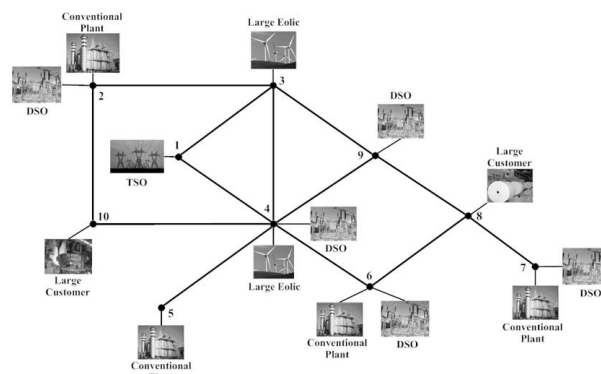 Conventional
Plant
Large Eolic
2
3
DSO
DSO
1
9
Large
Customer
TSO
4
10
DSO
8
Large
Customer
Large Eolic
6
7
DSO
5
Conventional
Plant
DSO
Conventional
Plant
Conventional